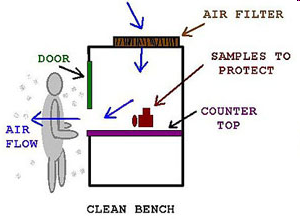 AIR FILTER
DOOR
SAMPLES TO
PROTECT
COUNTER
TOP
AIR
FLOW
CLEAN BENCH